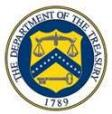 THE DEPARTMENT OF THE TREASURY
1789